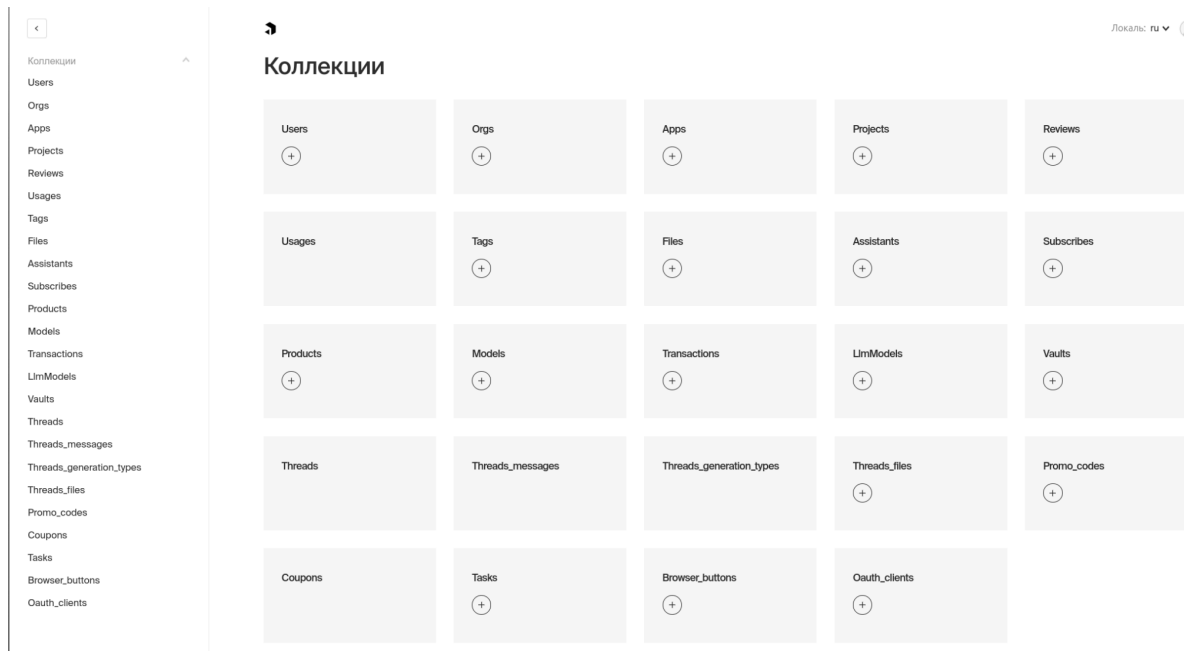 Локаль: ru
Коллекции
Users
Orgs
Apps
Projects
Reviews
Usages
Tags
Files
Assistants
Subscribes
Products
Models
Transactions
LlmModels
Vaults
Threads
Threads_messages
Threads_generation_types
Threads_files
Promo_codes
Coupons
Tasks
Browser_buttons
Oauth_clients
Коллекции
Users
Orgs
Apps
Projects
Reviews
Usages
Tags
Files
Assistants
Subscribes
Products
Models
Transactions
LlmModels
Vaults
Threads
Threads_messages
Threads_generation_types
Threads_files
Promo_codes
Coupons
Tasks
Browser_buttons
Oauth_clients